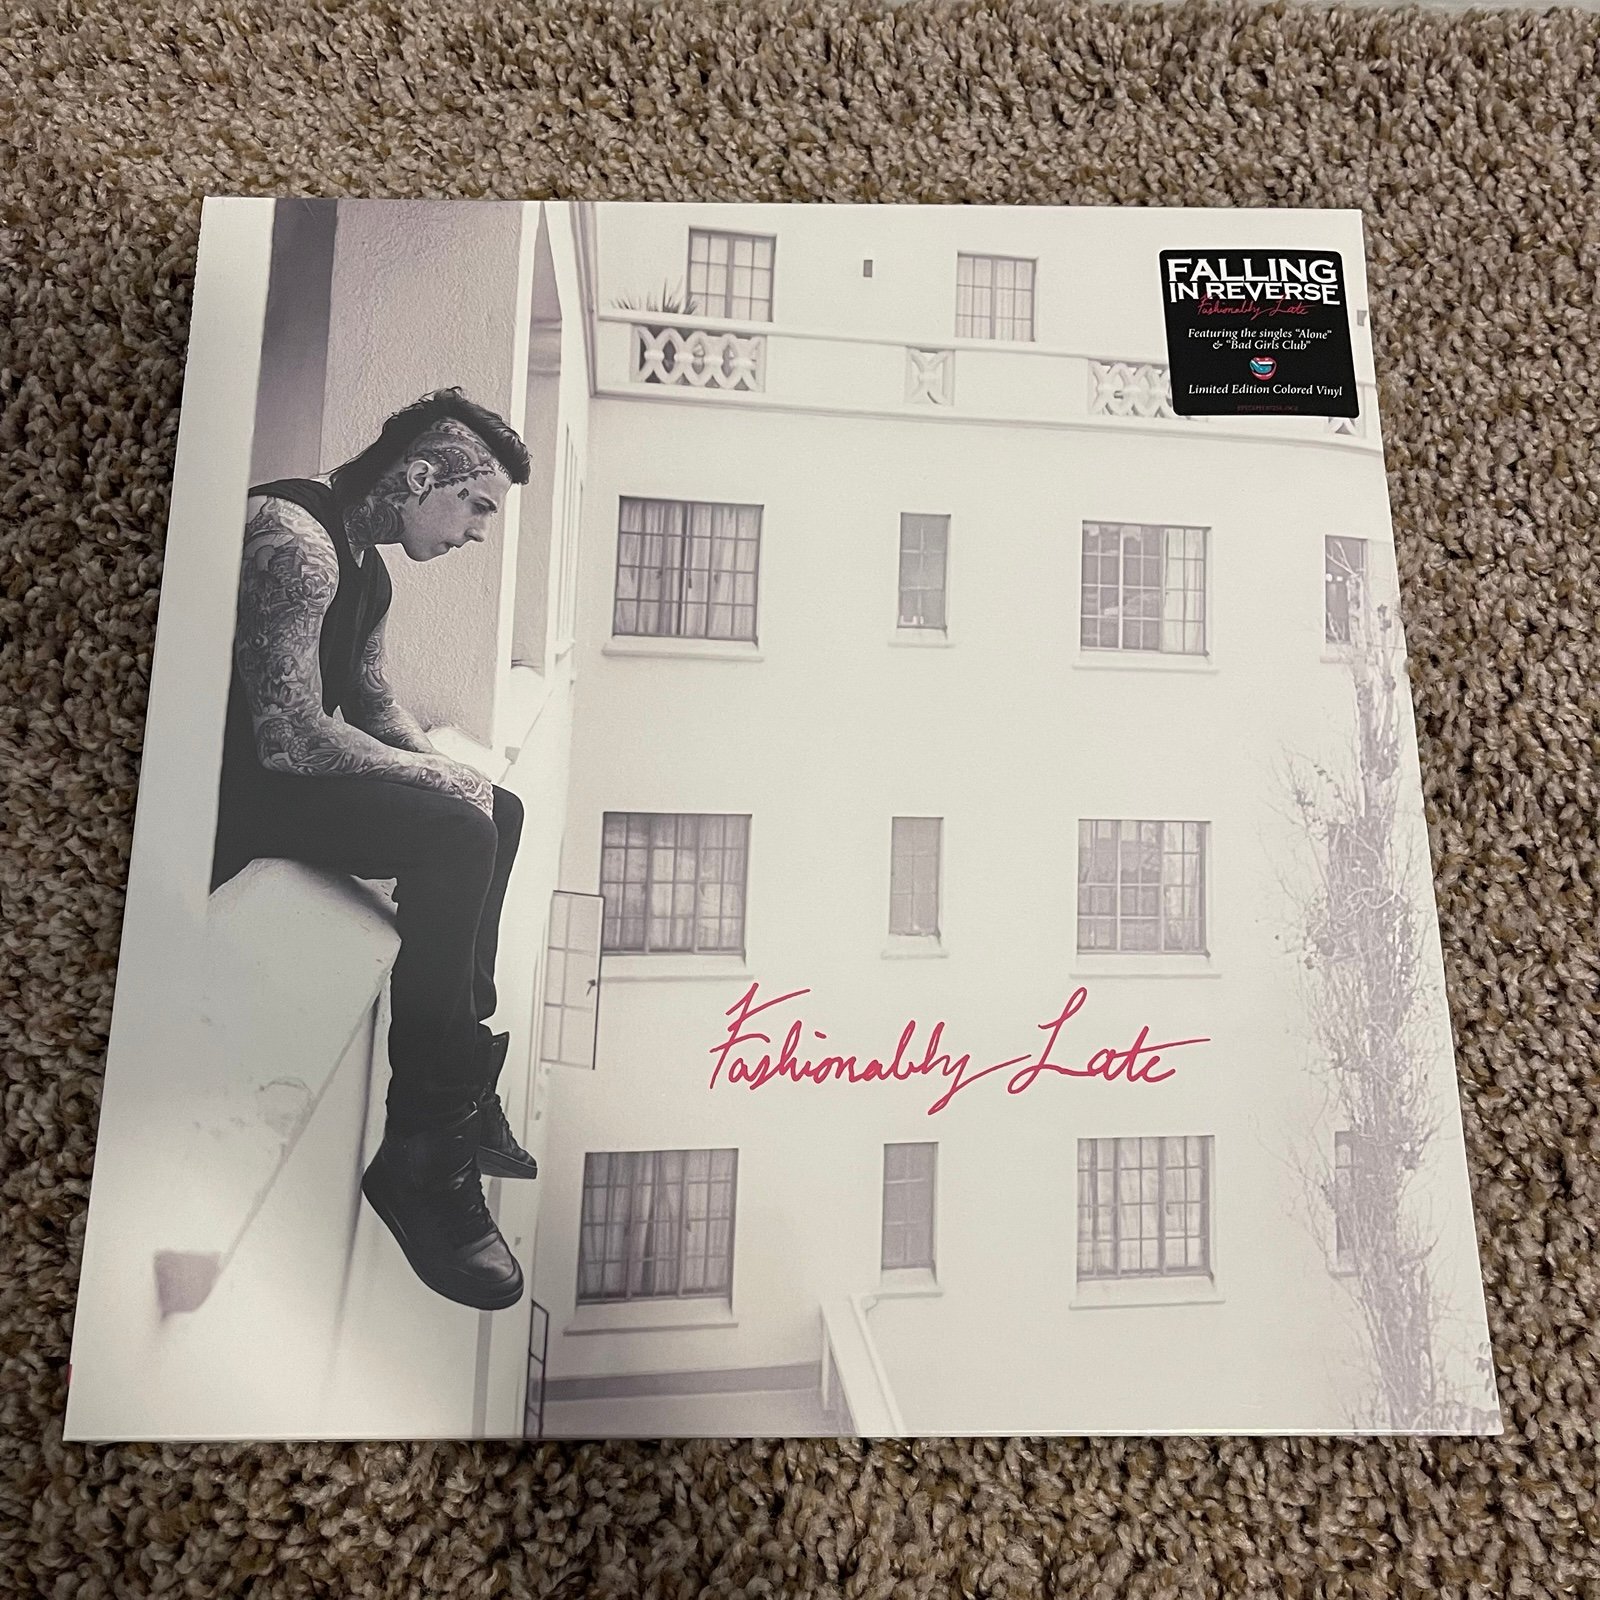 FALLING
IN REVERSE
Fashionably Late
Featuring the singles "Alone"
& "Bad Girls Club"
Limited Edition Colored Vinyl
Fashionably Late